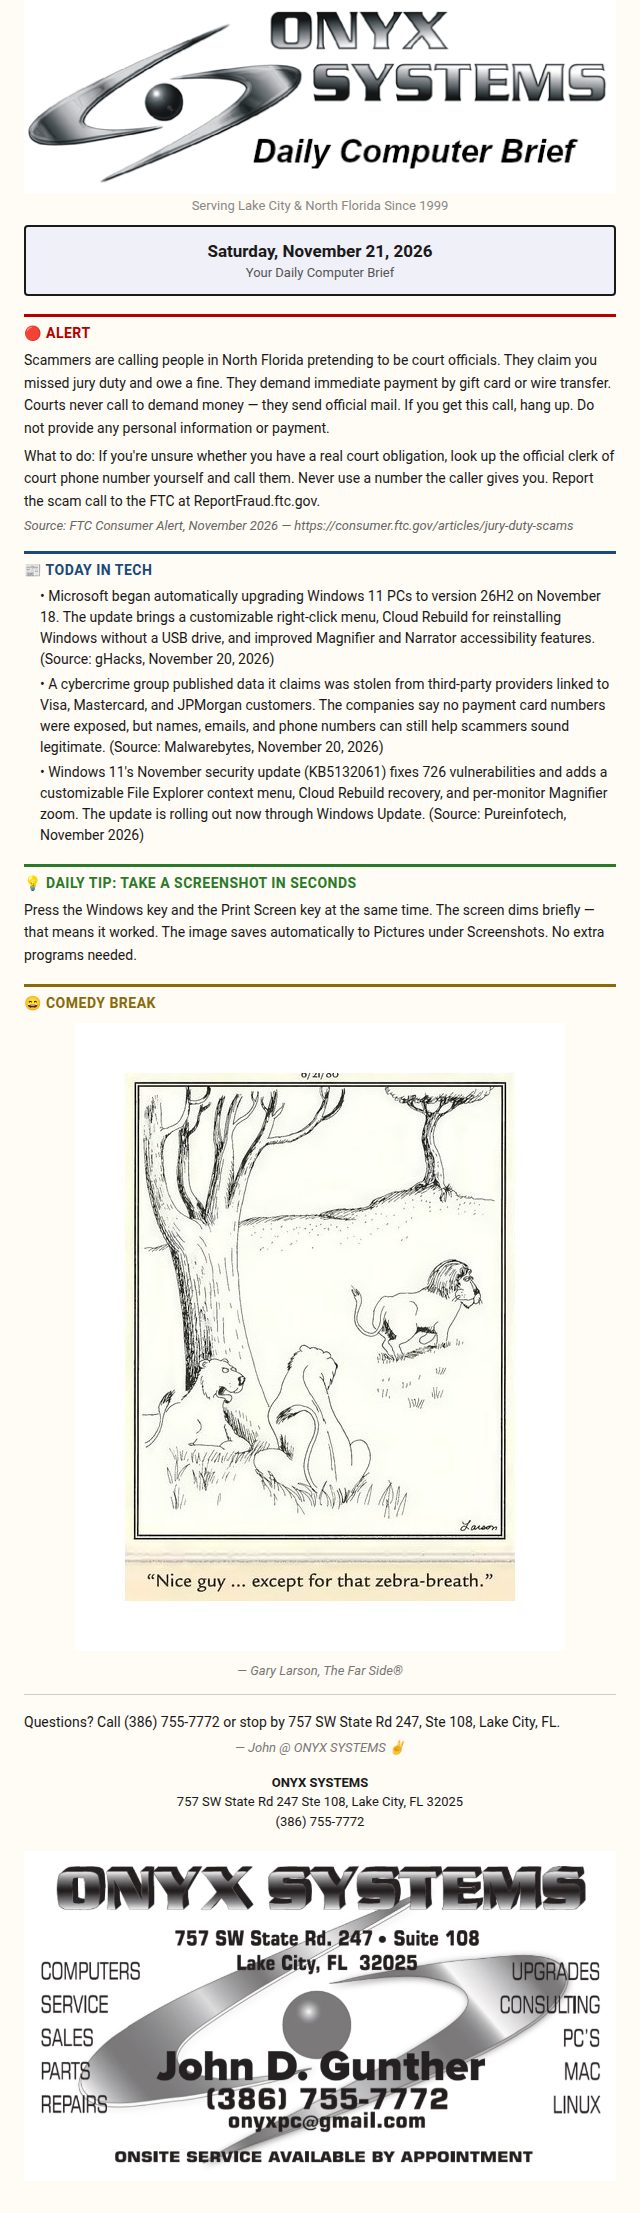 ONYX
SYSTEMS
Daily Computer Brief
Serving Lake City & North Florida Since 1999
Saturday, November 21, 2026
Your Daily Computer Brief
🔴 ALERT
Scammers are calling people in North Florida pretending to be court officials. They claim you
missed jury duty and owe a fine. They demand immediate payment by gift card or wire transfer.
Courts never call to demand money — they send official mail. If you get this call, hang up. Do
not provide any personal information or payment.
What to do: If you're unsure whether you have a real court obligation, look up the official clerk of
court phone number yourself and call them. Never use a number the caller gives you. Report
the scam call to the FTC at ReportFraud.ftc.gov.
Source: FTC Consumer Alert, November 2026 — https://consumer.ftc.gov/articles/jury-duty-scams
📰 TODAY IN TECH
• Microsoft began automatically upgrading Windows 11 PCs to version 26H2 on November
18. The update brings a customizable right-click menu, Cloud Rebuild for reinstalling
Windows without a USB drive, and improved Magnifier and Narrator accessibility features.
(Source: gHacks, November 20, 2026)
• A cybercrime group published data it claims was stolen from third-party providers linked to
Visa, Mastercard, and JPMorgan customers. The companies say no payment card numbers
were exposed, but names, emails, and phone numbers can still help scammers sound
legitimate. (Source: Malwarebytes, November 20, 2026)
• Windows 11's November security update (KB5132061) fixes 726 vulnerabilities and adds a
customizable File Explorer context menu, Cloud Rebuild recovery, and per-monitor Magnifier
zoom. The update is rolling out now through Windows Update. (Source: Pureinfotech,
November 2026)
💡 DAILY TIP: TAKE A SCREENSHOT IN SECONDS
Press the Windows key and the Print Screen key at the same time. The screen dims briefly —
that means it worked. The image saves automatically to Pictures under Screenshots. No extra
programs needed.
😄 COMEDY BREAK
6/21/80
Larson
“Nice guy ... except for that zebra-breath.”
— Gary Larson, The Far Side®
Questions? Call (386) 755-7772 or stop by 757 SW State Rd 247, Ste 108, Lake City, FL.
— John @ ONYX SYSTEMS ✌️
ONYX SYSTEMS
757 SW State Rd 247 Ste 108, Lake City, FL 32025
(386) 755-7772
ONYX SYSTEMS
757 SW State Rd. 247 • Suite 108
Lake City, FL 32025
COMPUTERS
SERVICE
SALES
PARTS
REPAIRS
UPGRADES
CONSULTING
PC'S
MAC
LINUX
John D. Gunther
(386) 755-7772
onyxpc@gmail.com
ONSITE SERVICE AVAILABLE BY APPOINTMENT